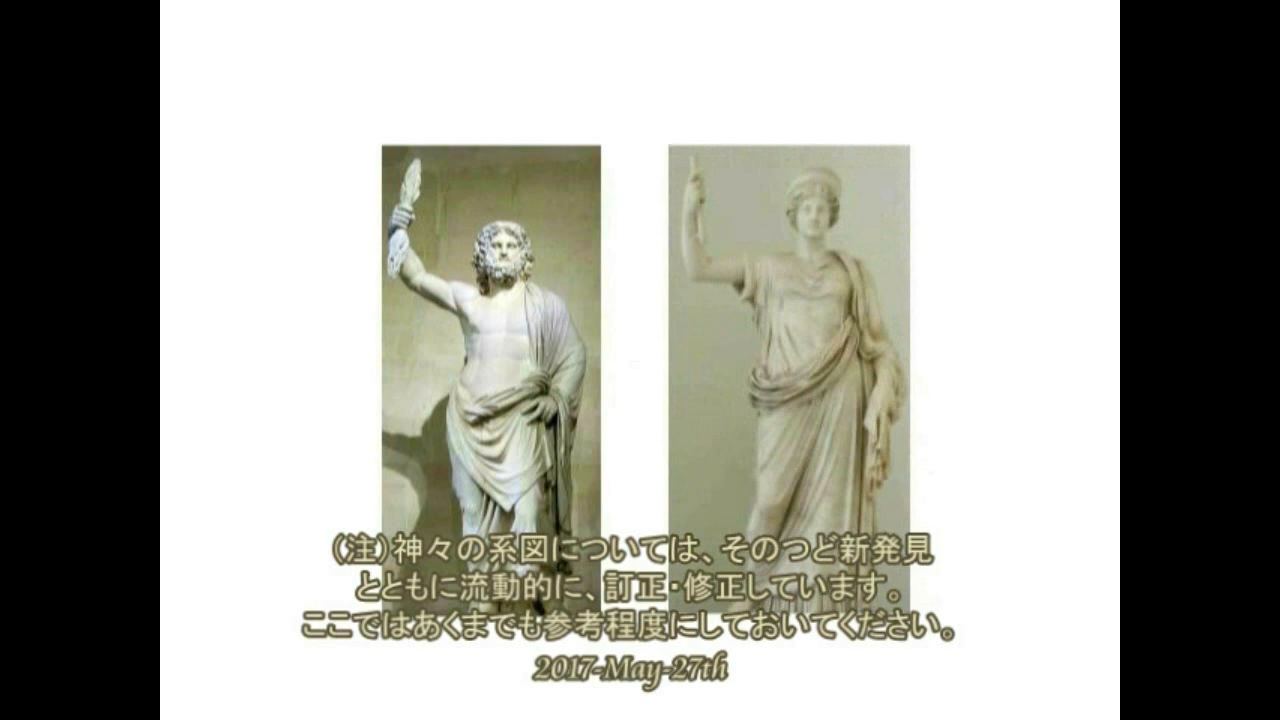 （注）神々の系図については、そのつど新発見
とともに流動的に、訂正・修正しています。
ここではあくまでも参考程度にしておいてください。
2017-May-27th